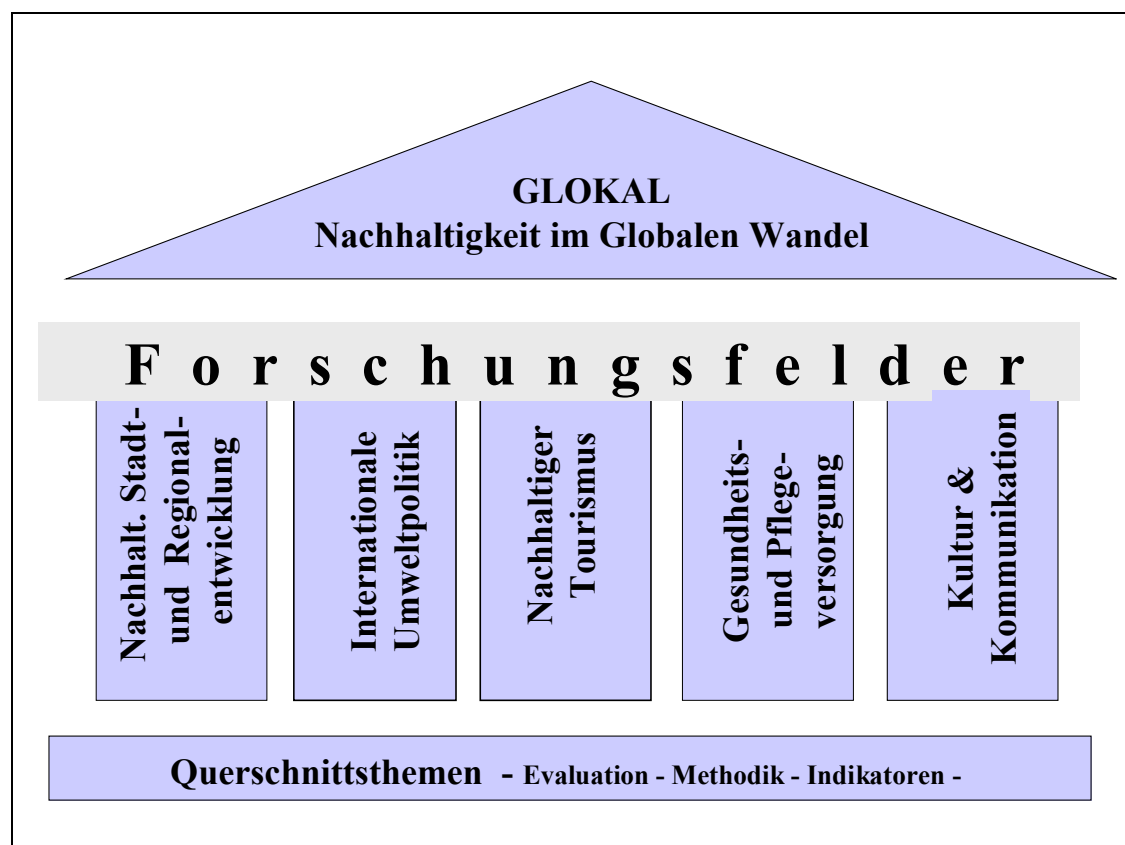 GLOKAL
Nachhaltigkeit im Globalen Wandel
Forschungsfelder
Nachhalt. Stadt-
und Regional-
entwicklung
Internationale
Umweltpolitik
Nachhaltiger
Tourismus
Gesundheits-
und Pflege-
versorgung
Kultur &
Kommunikation
Querschnittsthemen - Evaluation - Methodik - Indikatoren -